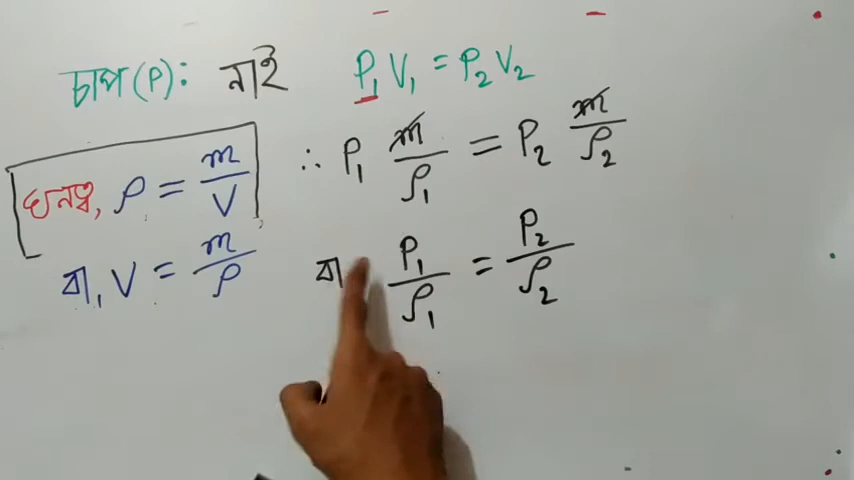 চাপ (P): নাই P₁V₁ = P₂V₂
ঘনত্ব, ρ = m/V
∴ P₁ m/ρ₁ = P₂ m/ρ₂
বা, V = m/ρ
বা, P₁/ρ₁ = P₂/ρ₂